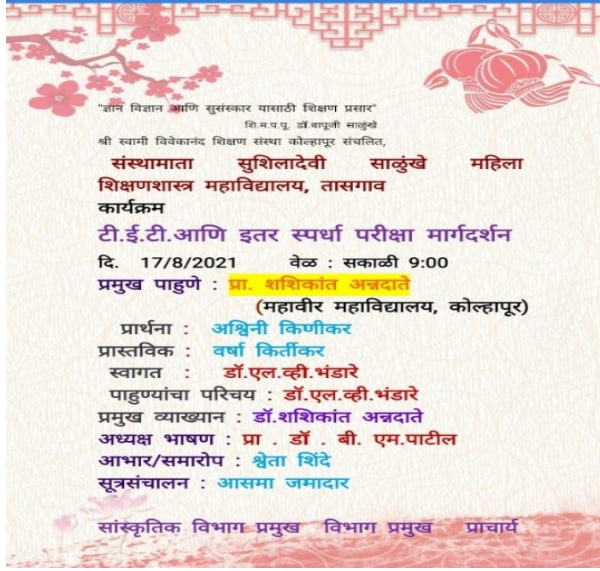 "ज्ञान विज्ञान आणि सुसंस्कार यासाठी शिक्षण प्रसार"
शि.म.प.पू. डॉ.बापूजी साळुंखे
श्री स्वामी विवेकानंद शिक्षण संस्था कोल्हापूर संचलित,
संस्थामाता सुशिलादेवी साळुंखे महिला
शिक्षणशास्त्र महाविद्यालय, तासगाव
कार्यक्रम
टी.ई.टी.आणि इतर स्पर्धा परीक्षा मार्गदर्शन
दि. 17/8/2021 वेळ : सकाळी 9:00
प्रमुख पाहुणे : प्रा. शशिकांत अन्नदाते
(महावीर महाविद्यालय, कोल्हापूर)
प्रार्थना : अश्विनी किणीकर
प्रास्तविक : वर्षा किर्तीकर
स्वागत : डॉ.एल.व्ही.भंडारे
पाहुण्यांचा परिचय : डॉ.एल.व्ही.भंडारे
प्रमुख व्याख्यान : डॉ.शशिकांत अन्नदाते
अध्यक्ष भाषण : प्रा . डॉ . बी. एम.पाटील
आभार/समारोप : श्वेता शिंदे
सूत्रसंचालन : आसमा जमादार
सांस्कृतिक विभाग प्रमुख विभाग प्रमुख प्राचार्य